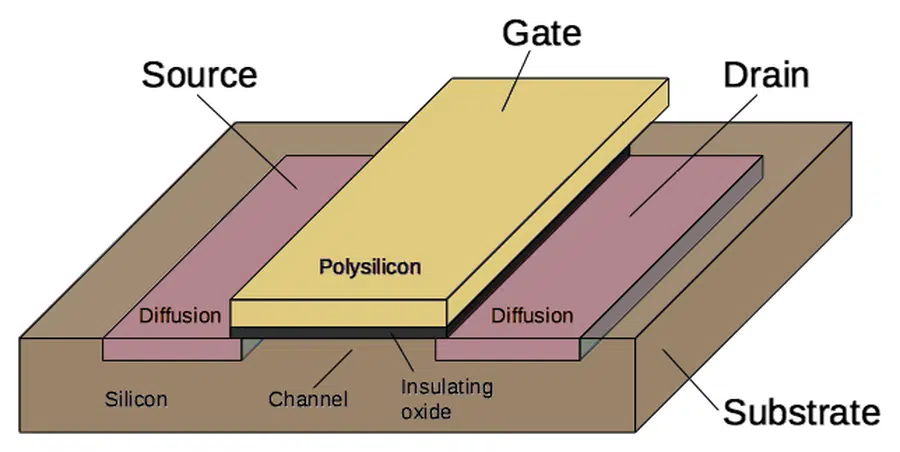 Gate
Source
Drain
Polysilicon
Diffusion
Diffusion
Silicon
Channel
Insulating
oxide
Substrate